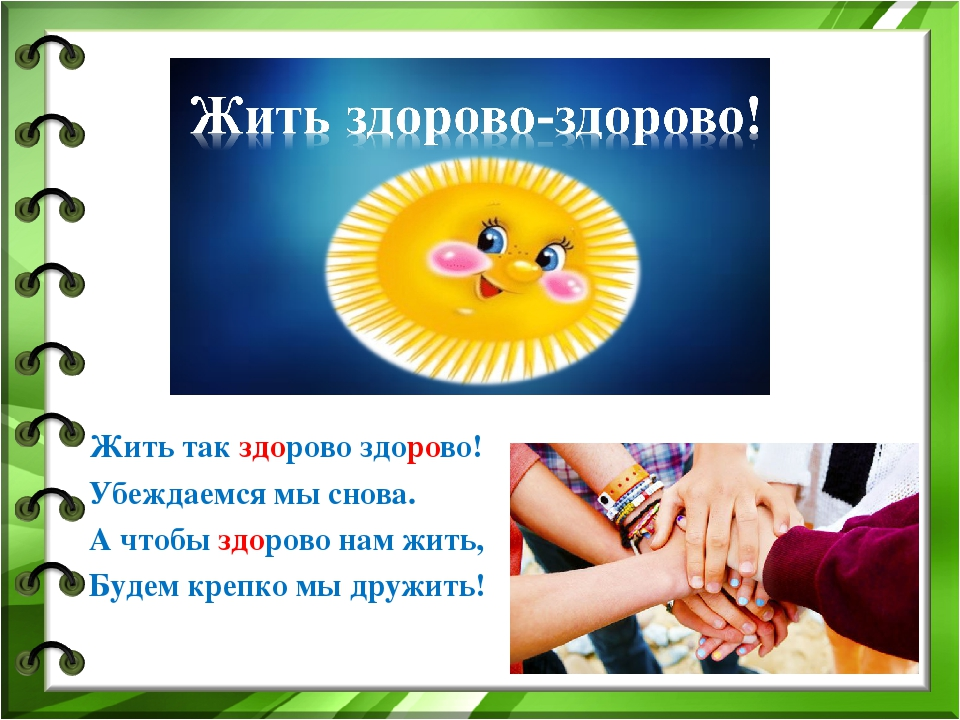 Жить здорово-здорово!
Жить так здорово здорово!
Убеждаемся мы снова.
А чтобы здорово нам жить,
Будем крепко мы дружить!